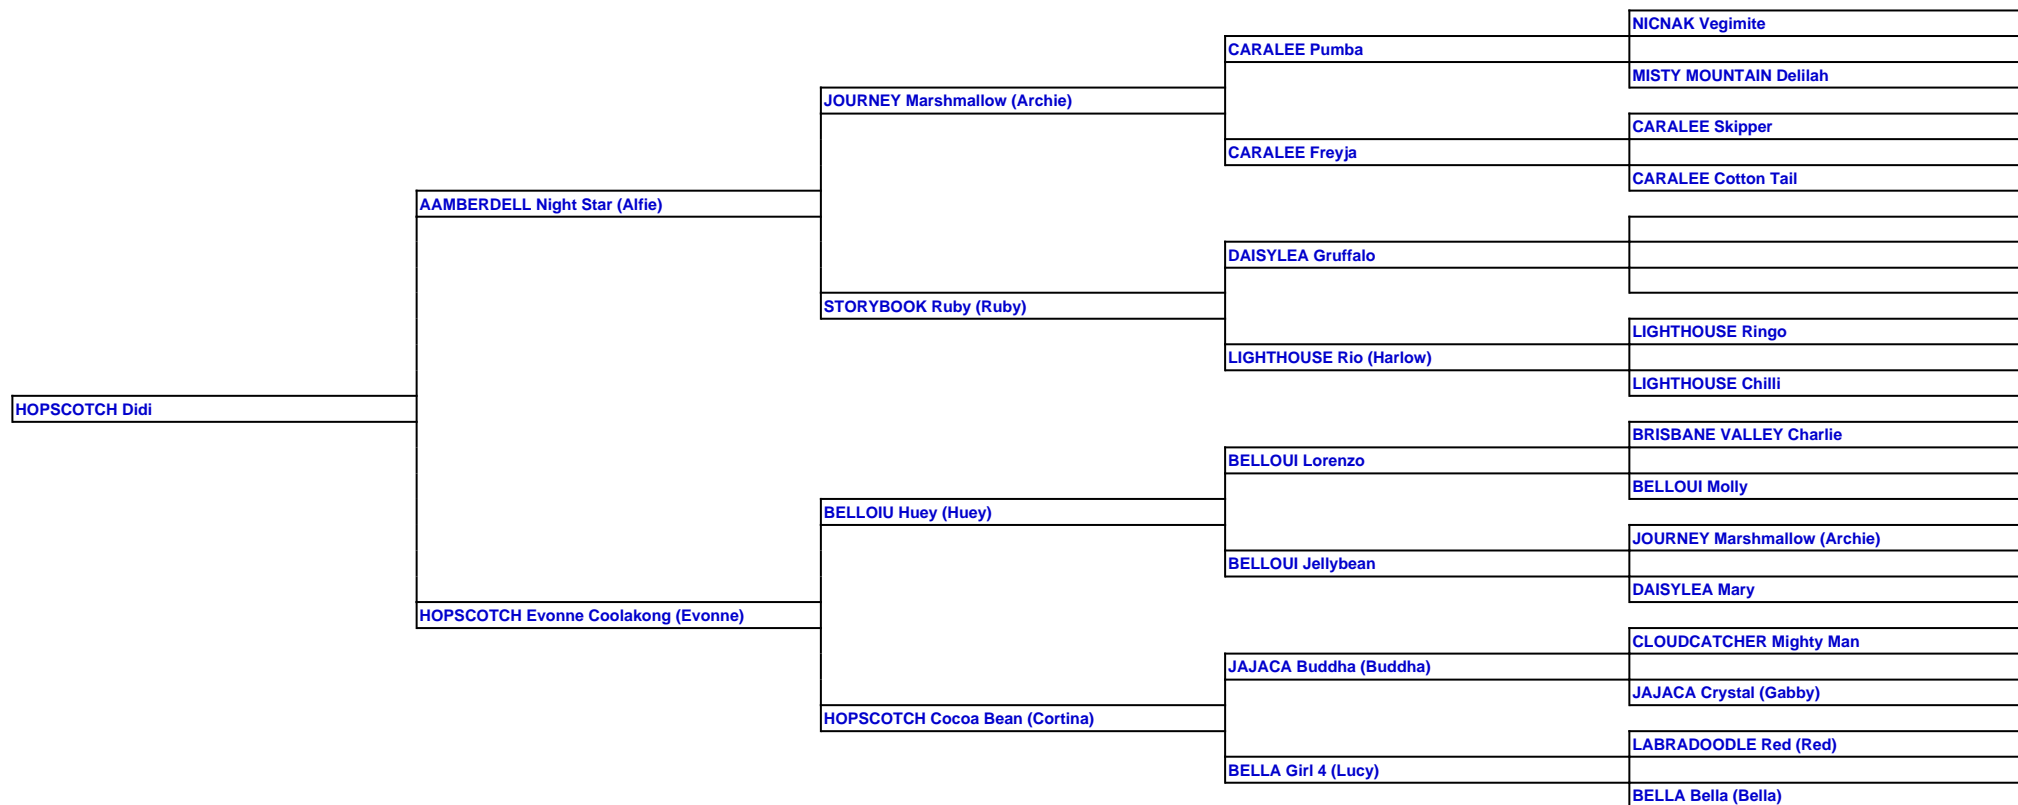 NICNAK Vegimite
CARALEE Pumba
MISTY MOUNTAIN Delilah
JOURNEY Marshmallow (Archie)
CARALEE Skipper
CARALEE Freyja
CARALEE Cotton Tail
AAMBERDELL Night Star (Alfie)
DAISYLEA Gruffalo
STORYBOOK Ruby (Ruby)
LIGHTHOUSE Ringo
LIGHTHOUSE Rio (Harlow)
LIGHTHOUSE Chilli
HOPSCOTCH Didi
BRISBANE VALLEY Charlie
BELLOUI Lorenzo
BELLOUI Molly
BELLOIU Huey (Huey)
JOURNEY Marshmallow (Archie)
BELLOUI Jellybean
DAISYLEA Mary
HOPSCOTCH Evonne Coolakong (Evonne)
CLOUDCATCHER Mighty Man
JAJACA Buddha (Buddha)
JAJACA Crystal (Gabby)
HOPSCOTCH Cocoa Bean (Cortina)
LABRADOODLE Red (Red)
BELLA Girl 4 (Lucy)
BELLA Bella (Bella)